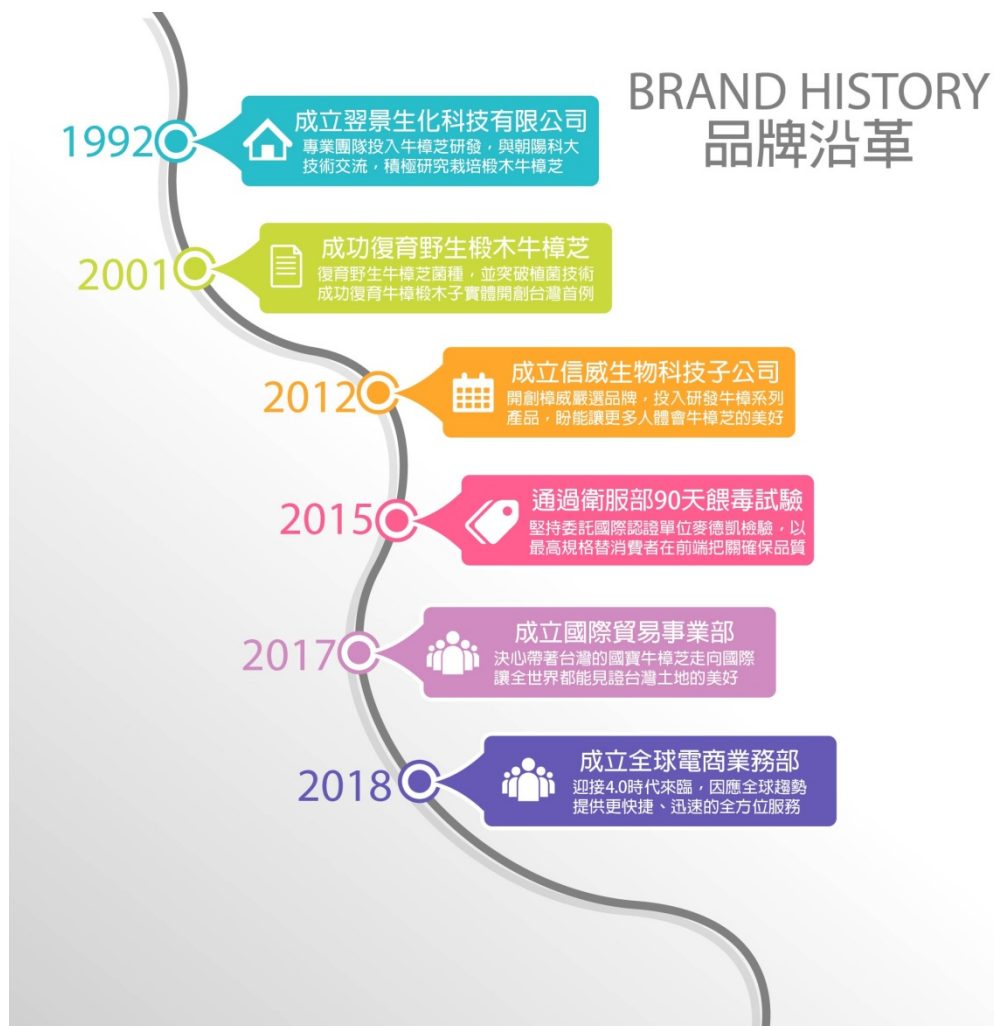 BRAND HISTORY
品牌沿革
1992
成立翌景生化科技有限公司
專業團隊投入牛樟芝研發，與朝陽科大
技術交流，積極研究栽培椴木牛樟芝
2001
成功復育野生椴木牛樟芝
復育野生牛樟芝菌種，並突破植菌技術
成功復育牛樟椴木子實體開創台灣首例
2012
成立信威生物科技子公司
開創樟威嚴選品牌，投入研發牛樟系列
產品，盼能讓更多人體會牛樟芝的美好
2015
通過衛服部90天餵毒試驗
堅持委託國際認證單位麥德凱檢驗，以
最高規格替消費者在前端把關確保品質
2017
成立國際貿易事業部
決心帶著台灣的國寶牛樟芝走向國際
讓全世界都能見證台灣土地的美好
2018
成立全球電商業務部
迎接4.0時代來臨，因應全球趨勢
提供更快捷、迅速的全方位服務